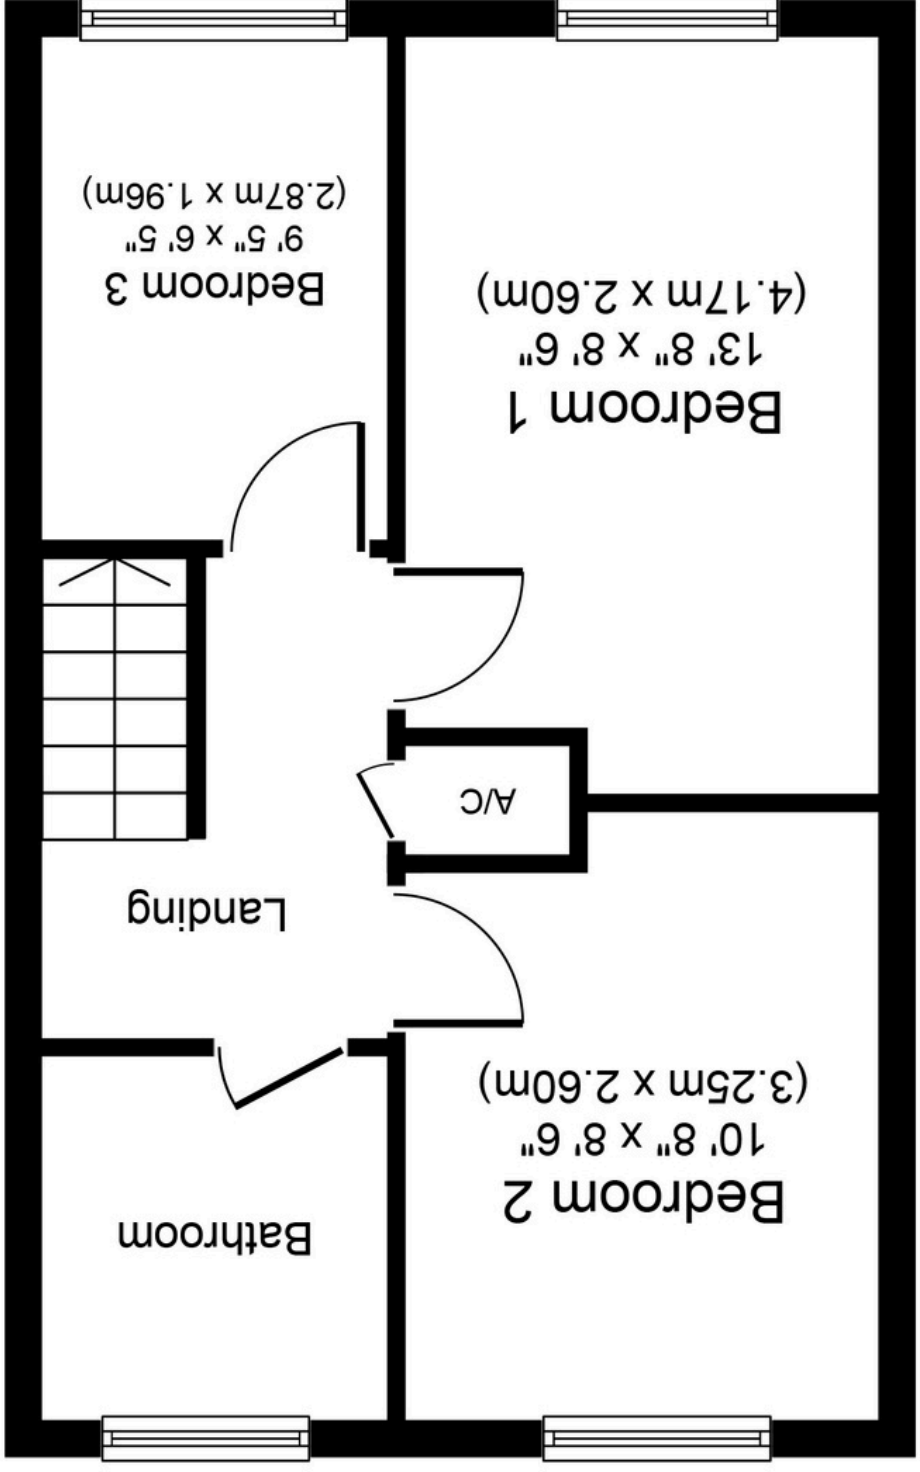 Bedroom 2
10' 8" x 8' 6"
(3.25m x 2.60m)
Bathroom
Landing
A/C
Bedroom 1
13' 8" x 8' 6"
(4.17m x 2.60m)
Bedroom 3
9' 5" x 6' 5"
(2.87m x 1.96m)